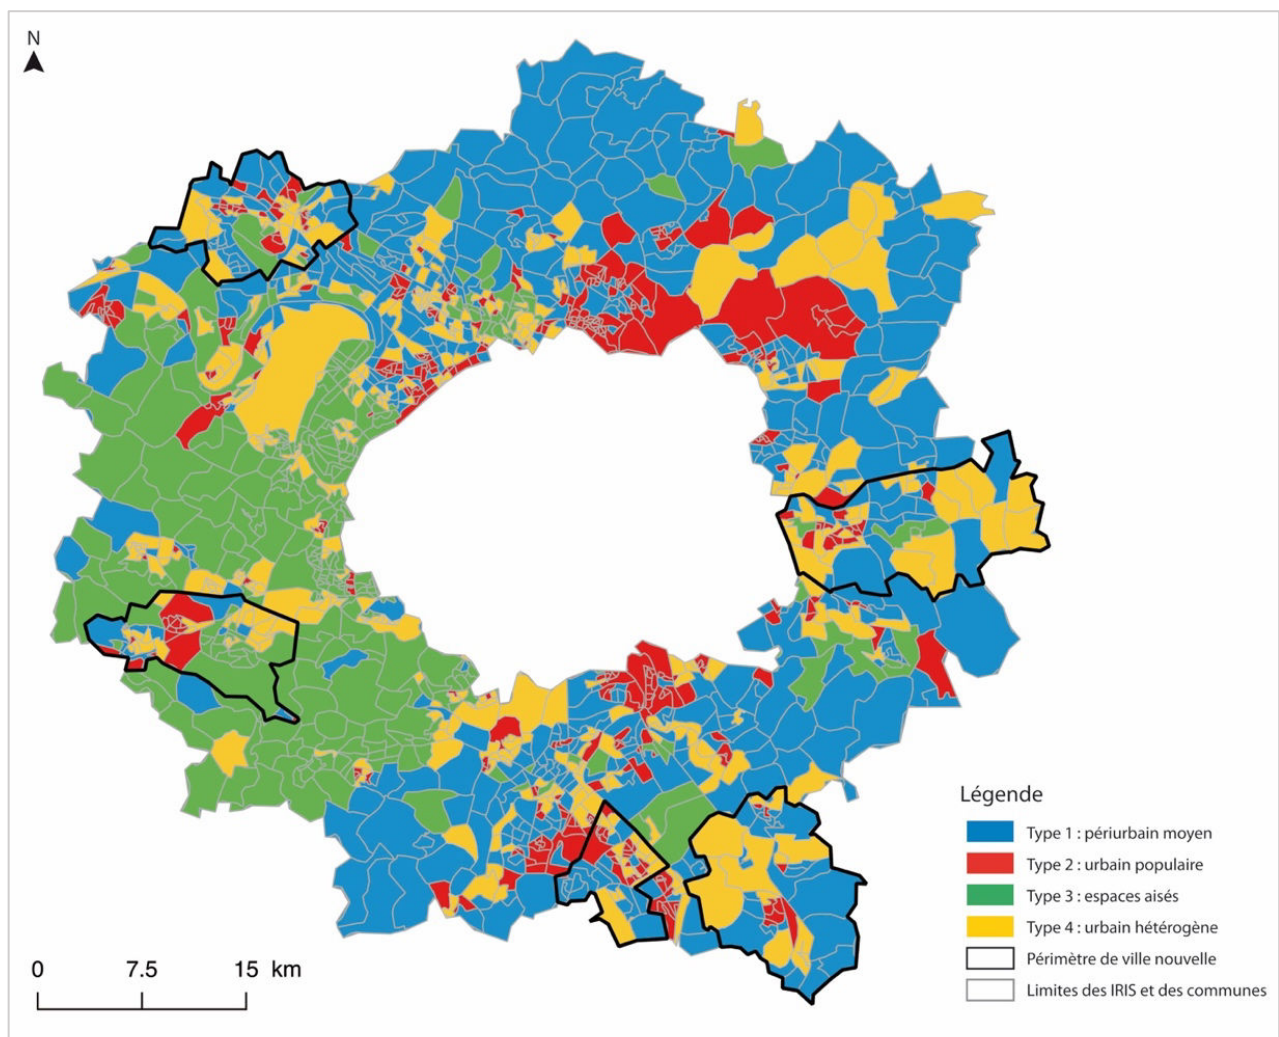 N
Légende
Type 1 : périurbain moyen
Type 2 : urbain populaire
Type 3 : espaces aisés
Type 4 : urbain hétérogène
Périmètre de ville nouvelle
Limites des IRIS et des communes
0 7.5 15 km